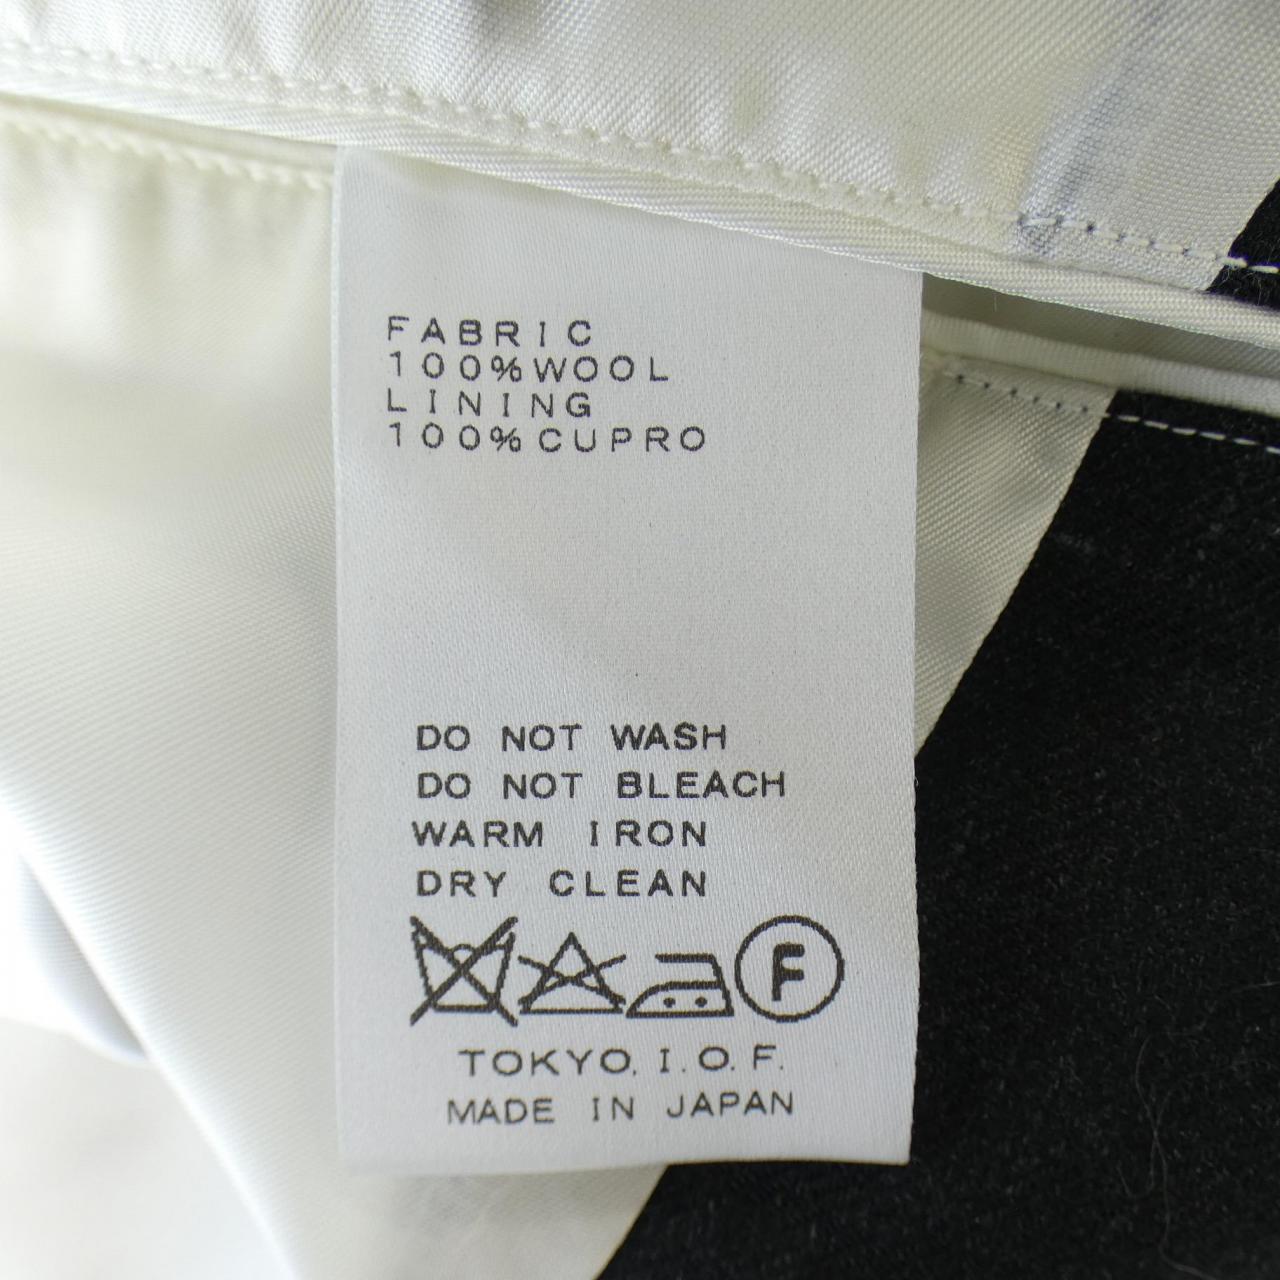 FABRIC
100%WOOL
LINING
100%CUPRO
DO NOT WASH
DO NOT BLEACH
WARM IRON
DRY CLEAN
F
TOKYO. I.O.F.
MADE IN JAPAN